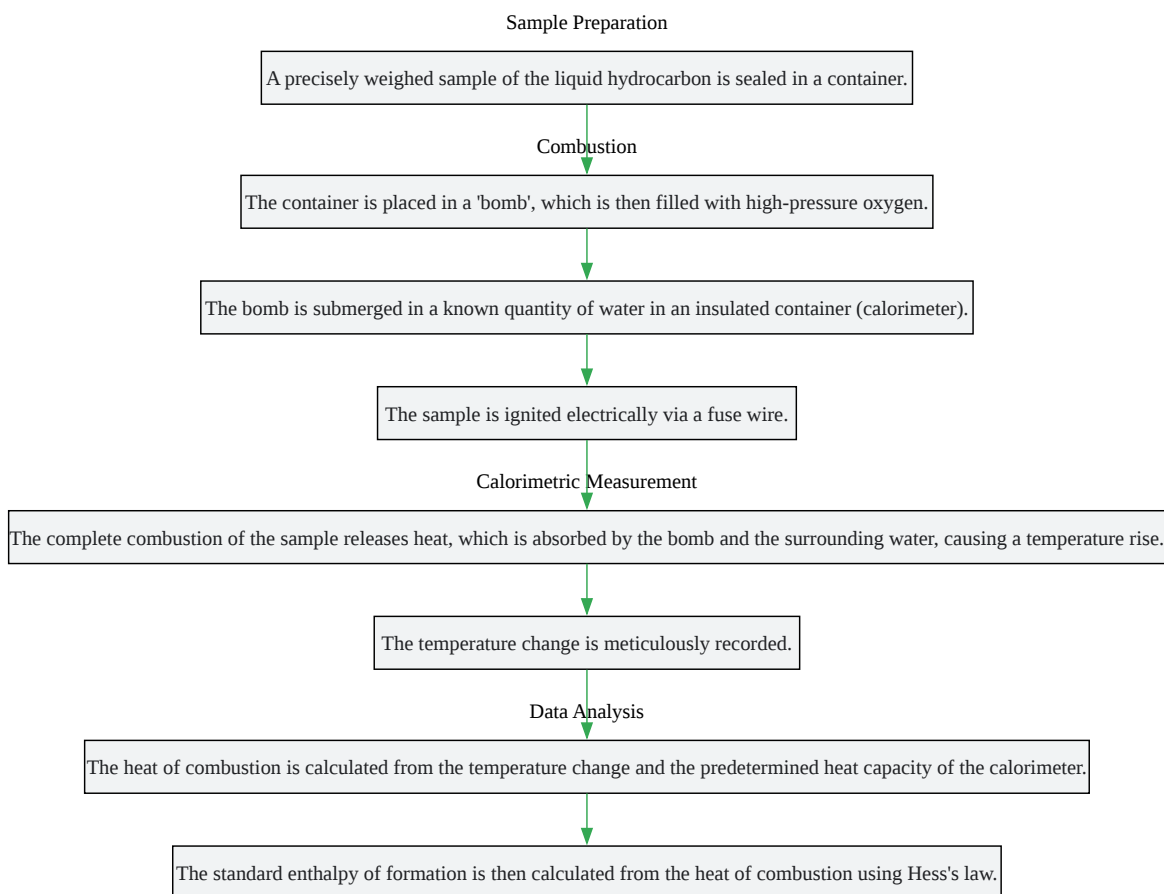 Sample Preparation
A precisely weighed sample of the liquid hydrocarbon is sealed in a container.
Combustion
The container is placed in a 'bomb', which is then filled with high-pressure oxygen.
The bomb is submerged in a known quantity of water in an insulated container (calorimeter).
The sample is ignited electrically via a fuse wire.
Calorimetric Measurement
The complete combustion of the sample releases heat, which is absorbed by the bomb and the surrounding water, causing a temperature rise.
The temperature change is meticulously recorded.
Data Analysis
The heat of combustion is calculated from the temperature change and the predetermined heat capacity of the calorimeter.
The standard enthalpy of formation is then calculated from the heat of combustion using Hess's law.